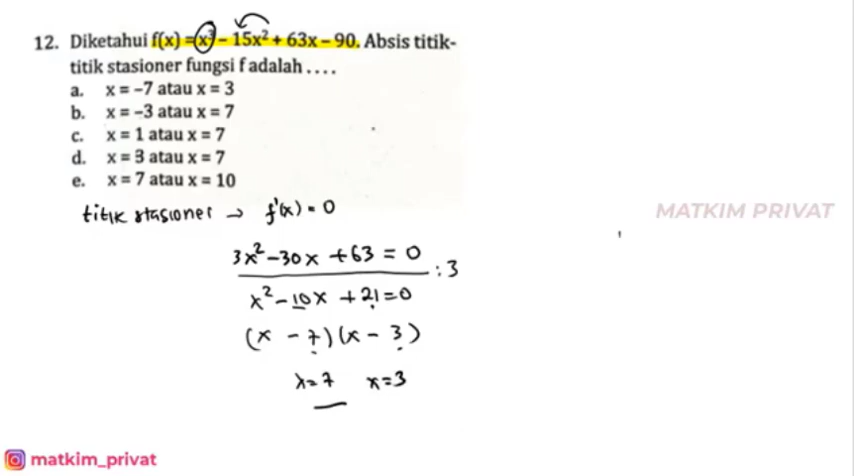 12. Diketahui f(x) = x³ – 15x² + 63x – 90. Absis titik-
titik stasioner fungsi f adalah ....
a. x = –7 atau x = 3
b. x = –3 atau x = 7
c. x = 1 atau x = 7
d. x = 3 atau x = 7
e. x = 7 atau x = 10
titik stasioner → f'(x) = 0
MATKIM PRIVAT
3x² – 30x + 63 = 0
: 3
x² – 10x + 21 = 0
(x – 7)(x – 3)
x = 7 x = 3
matkim_privat